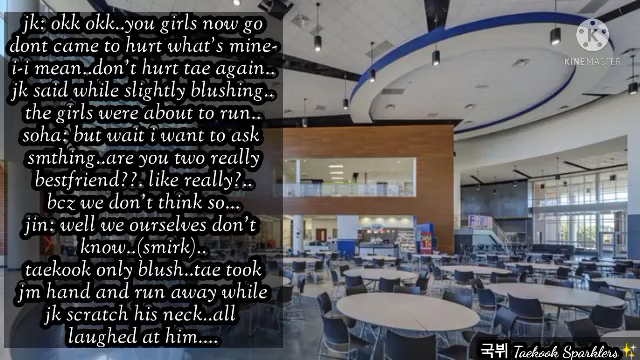 jk: okk okk..you girls now go
dont came to hurt what's mine-
i-i mean..don't hurt tae again..
jk said while slightly blushing..
the girls were about to run..
soha: but wait i want to ask
smthing..are you two really
bestfriend??. like really?..
bcz we don't think so...
jin: well we ourselves don't
know..(smirk)..
taekook only blush..tae took
jm hand and run away while
jk scratch his neck..all
laughed at him....
KINEMASTER
국뷔 Taekook Sparklers ✨